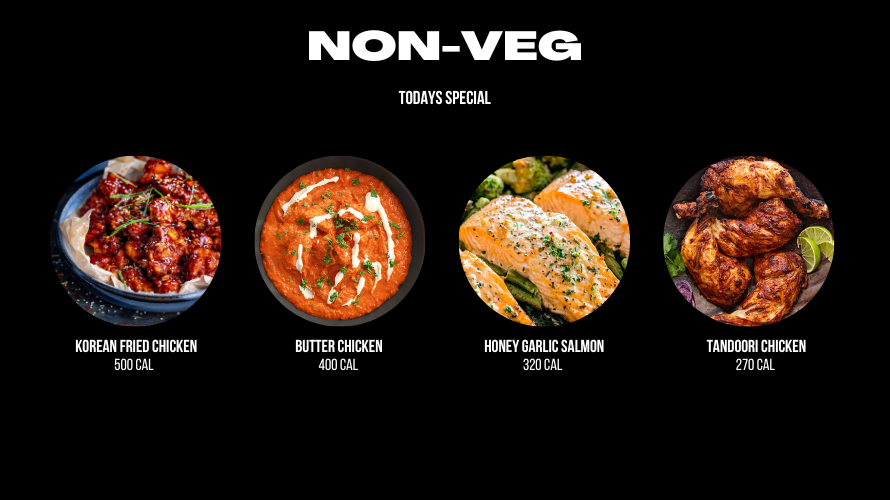 NON-VEG
TODAYS SPECIAL
KOREAN FRIED CHICKEN
500 CAL
BUTTER CHICKEN
400 CAL
HONEY GARLIC SALMON
320 CAL
TANDOORI CHICKEN
270 CAL